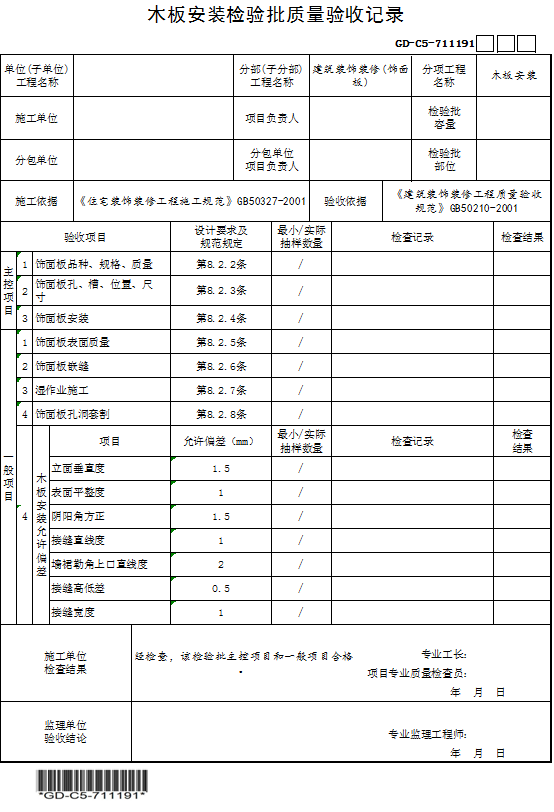 木板安装检验批质量验收记录
GD-C5-711191
单位(子单位)
工程名称
分部(子分部)
工程名称
建筑装饰装修(饰面
板)
分项工程
名称
木板安装
施工单位
项目负责人
检验批
容量
分包单位
分包单位
项目负责人
检验批
部位
施工依据
《住宅装饰装修工程施工规范》GB50327-2001
验收依据
《建筑装饰装修工程质量验收
规范》GB50210-2001
验收项目
设计要求及
规范规定
最小/实际
抽样数量
检查记录
检查结果
主控项目
1 饰面板品种、规格、质量 第8.2.2条 /
2 饰面板孔、槽、位置、尺
寸 第8.2.3条 /
3 饰面板安装 第8.2.4条 /
一般项目
1 饰面板表面质量 第8.2.5条 /
2 饰面板嵌缝 第8.2.6条 /
3 湿作业施工 第8.2.7条 /
4 饰面板孔洞套割 第8.2.8条 /
4
木板安装允许偏差
项目 允许偏差（mm）
最小/实际
抽样数量
检查记录
检查
结果
立面垂直度 1.5 /
表面平整度 1 /
阴阳角方正 1.5 /
接缝直线度 1 /
墙裙勒角上口直线度 2 /
接缝高低差 0.5 /
接缝宽度 1 /
施工单位
检查结果
经检查，该检验批主控项目和一般项目合格
.
专业工长：
项目专业质量检查员：
年 月 日
监理单位
验收结论
专业监理工程师：
年 月 日
*GD-C5-711191*